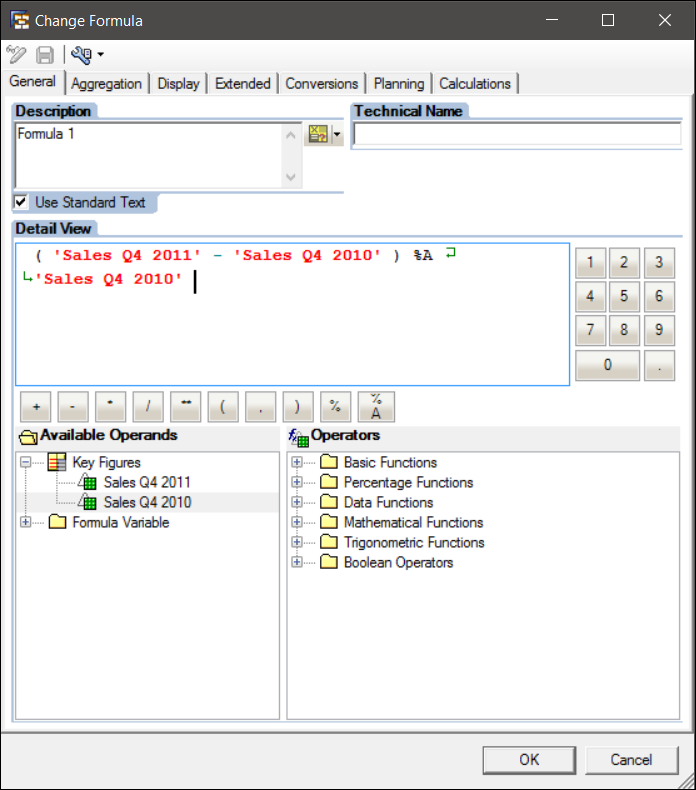 Change Formula
General Aggregation Display Extended Conversions Planning Calculations
Description Technical Name
Formula 1
Use Standard Text
Detail View
( 'Sales Q4 2011' - 'Sales Q4 2010' ) %A
'Sales Q4 2010'
1 2 3
4 5 6
7 8 9
0 .
+ - * / ** ( , ) % %A
Available Operands Operators
Key Figures Basic Functions
Sales Q4 2011 Percentage Functions
Sales Q4 2010 Data Functions
Formula Variable Mathematical Functions
Trigonometric Functions
Boolean Operators
OK Cancel